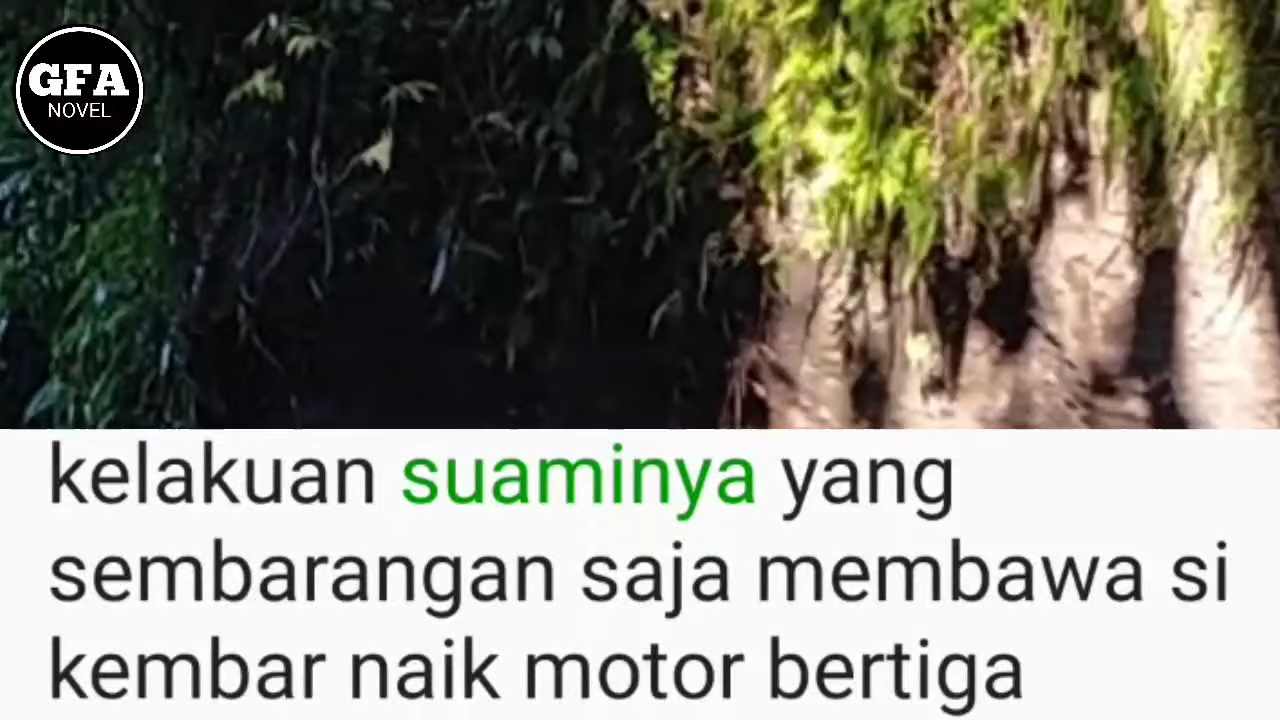 GFA
NOVEL
kelakuan suaminya yang
sembarangan saja membawa si
kembar naik motor bertiga